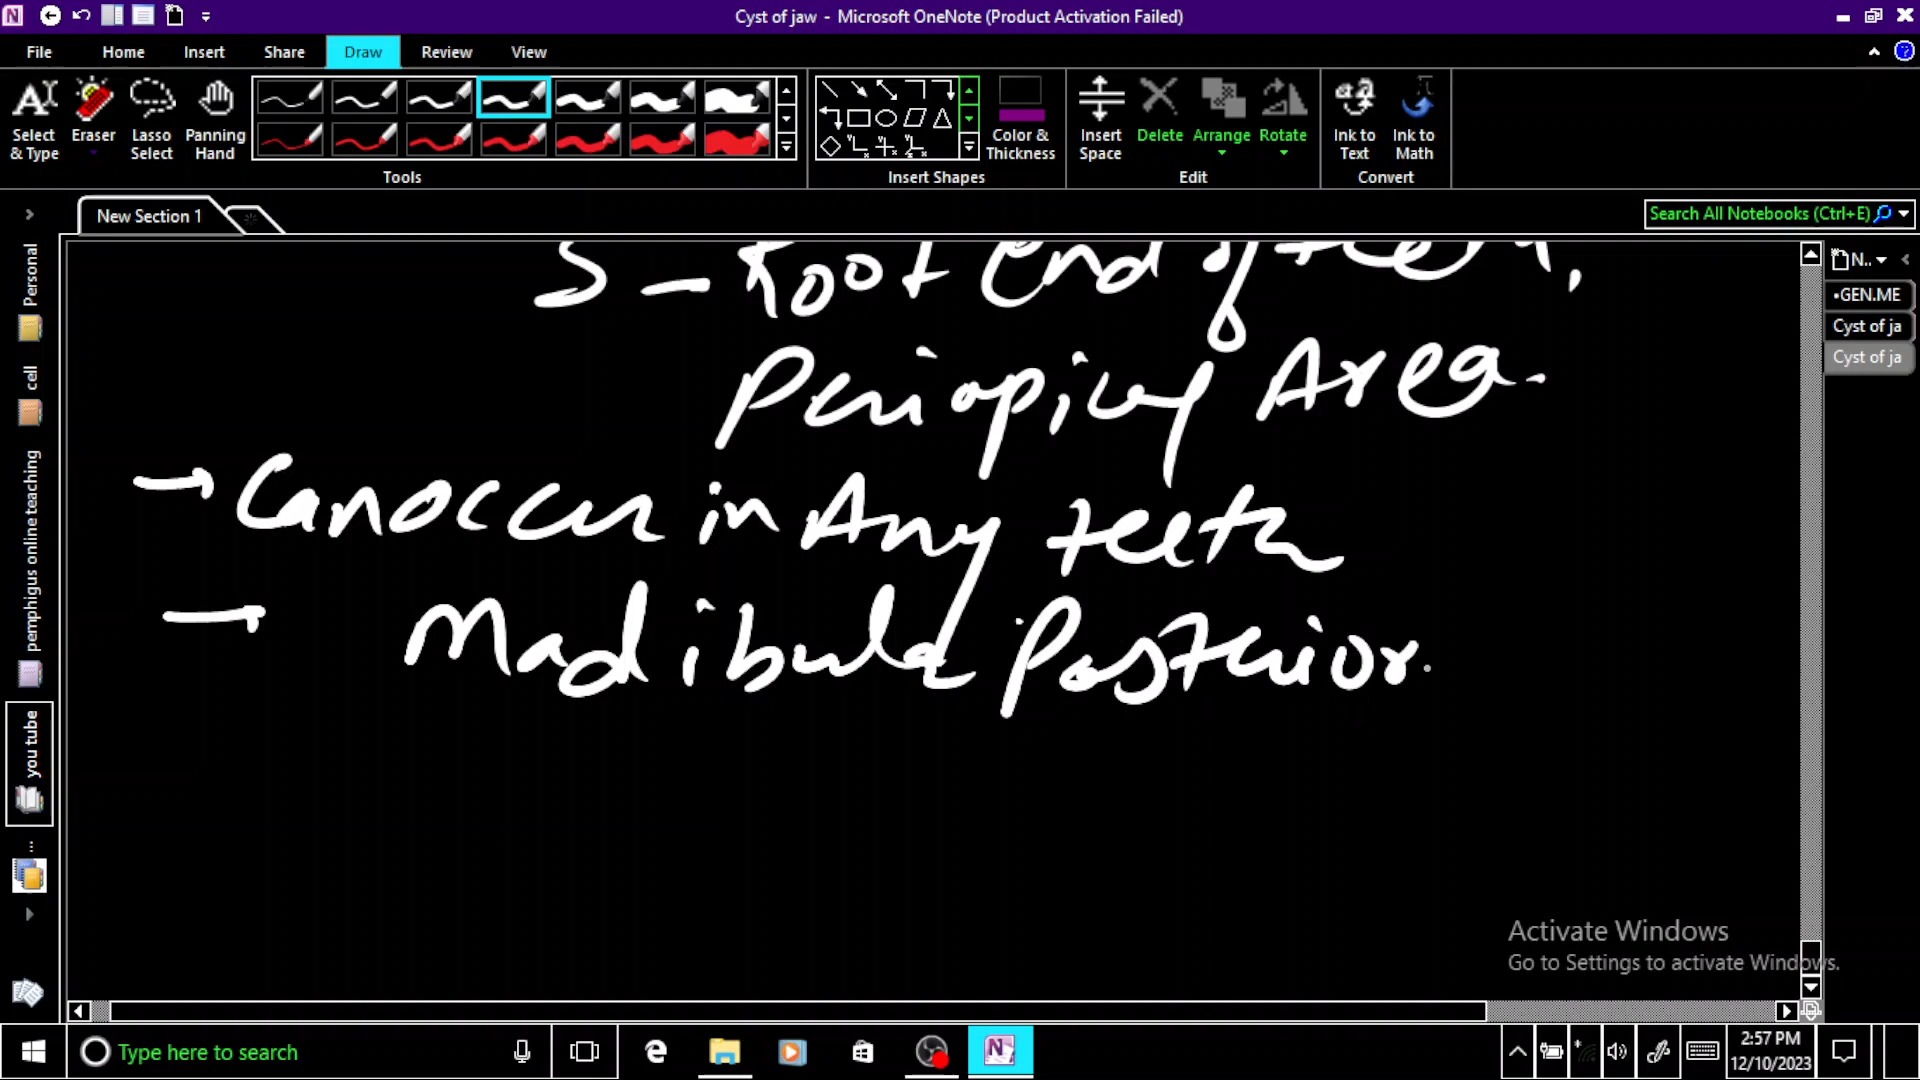 Cyst of jaw - Microsoft OneNote (Product Activation Failed)
File Home Insert Share Draw Review View
Select & Type
Eraser
Lasso Select
Panning Hand
Color & Thickness
Insert Space
Delete
Arrange
Rotate
Ink to Text
Ink to Math
Tools
Insert Shapes
Edit
Convert
New Section 1
Search All Notebooks (Ctrl+E)
Personal
cell
pemphigus online teaching
you tube
N..
•GEN.ME
Cyst of ja
Cyst of ja
S - Root end of teeth,
Periapical Area.
→ Can occur in Any teeth
→ Madibula Posterior.
Activate Windows
Go to Settings to activate Windows.
Type here to search
2:57 PM
12/10/2023